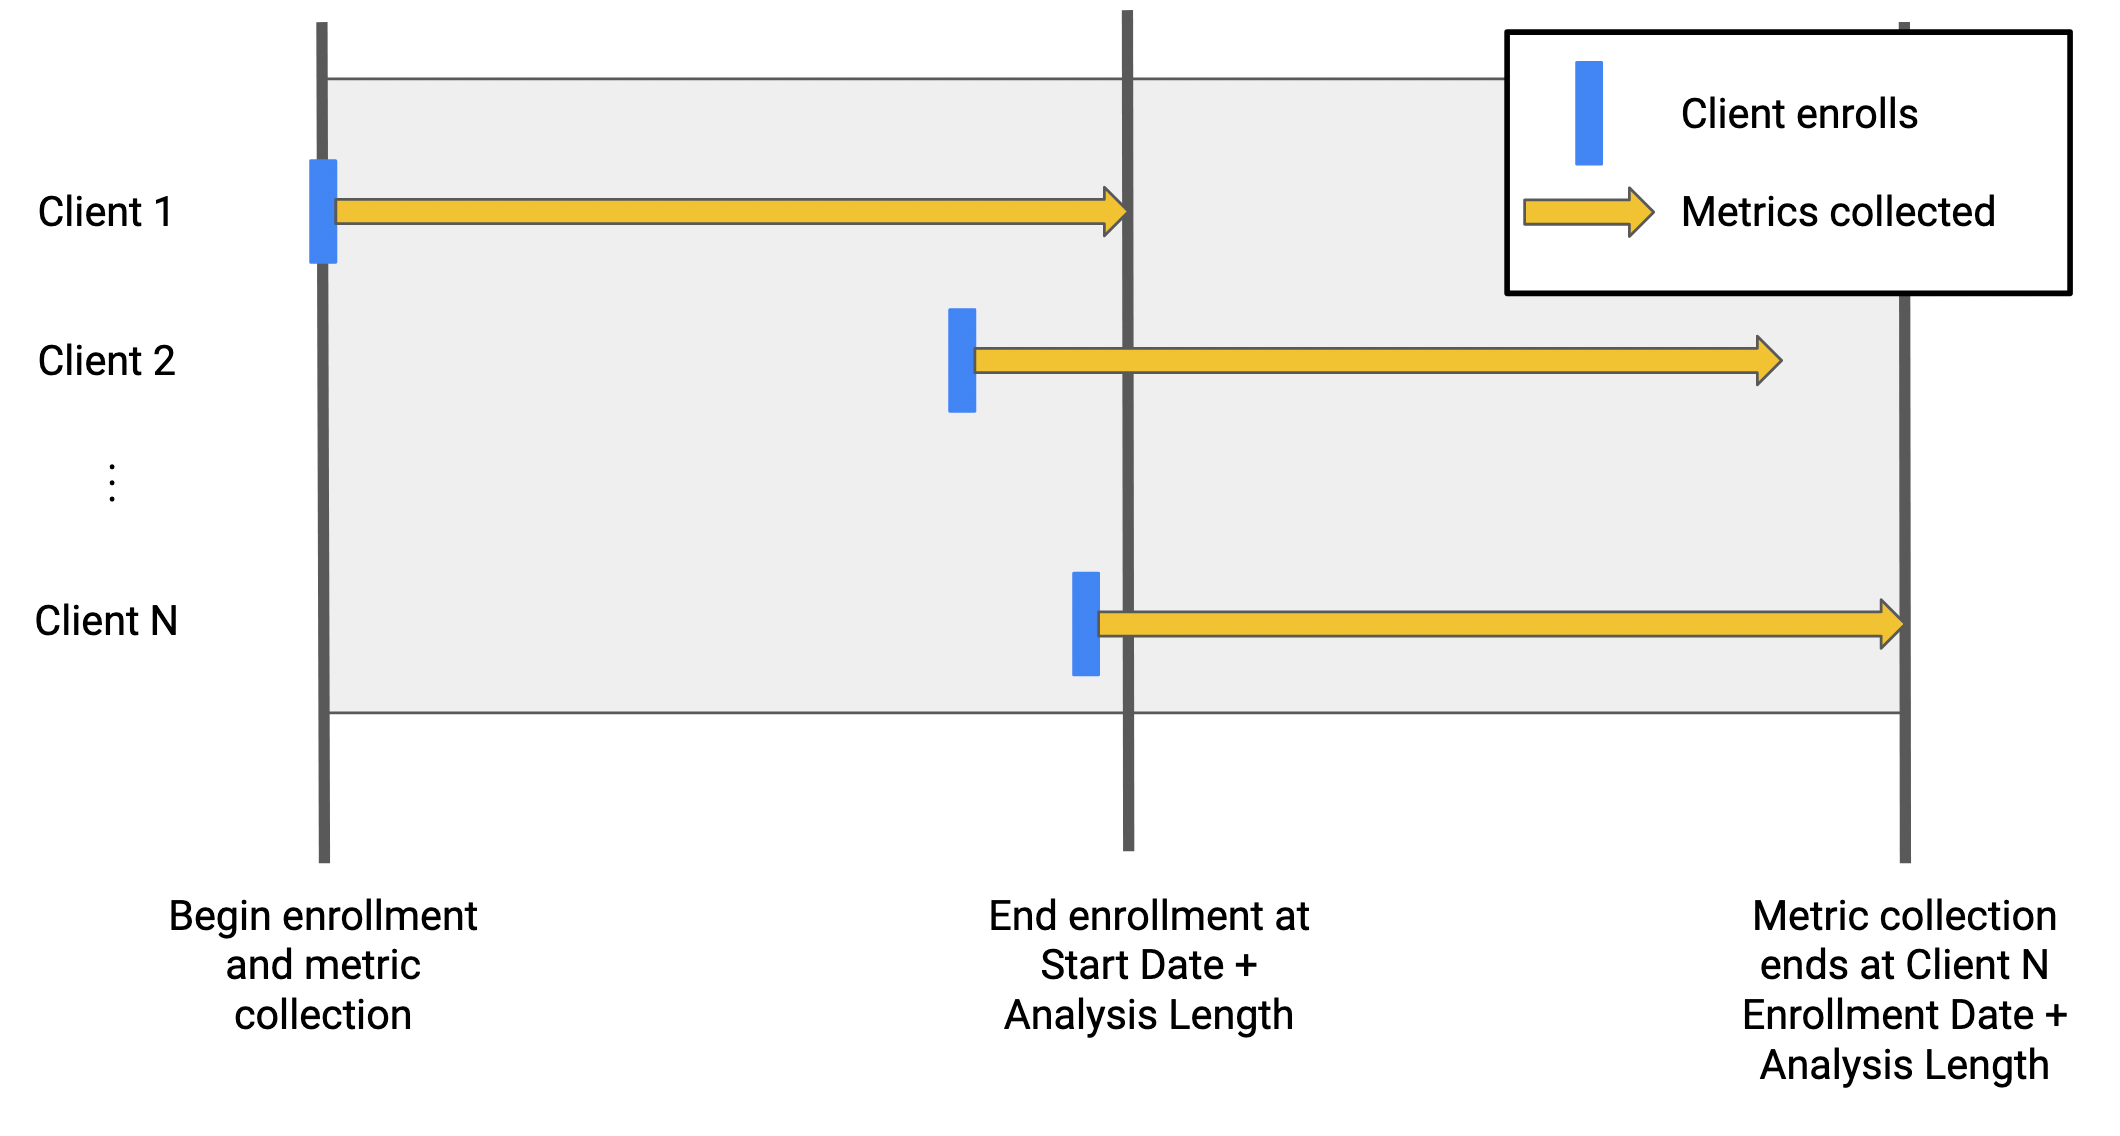 Client enrolls
Metrics collected
Client 1
Client 2
⋮
Client N
Begin enrollment
and metric
collection
End enrollment at
Start Date +
Analysis Length
Metric collection
ends at Client N
Enrollment Date +
Analysis Length